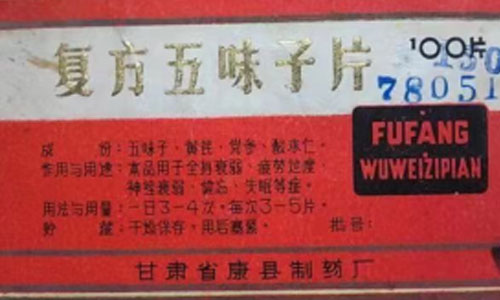 复方五味子片
100片
78051
FUFANG
WUWEIZIPIAN
成 份：五味子、黄芪、党参、酸枣仁。
作用与用途：本品用于全身衰弱、疲劳过度、
神经衰弱、健忘、失眠等症。
用法与用量：一日3—4次，每次3—5片。
贮 藏：干燥保存，用后塞紧。 批号：
甘肃省康县制药厂